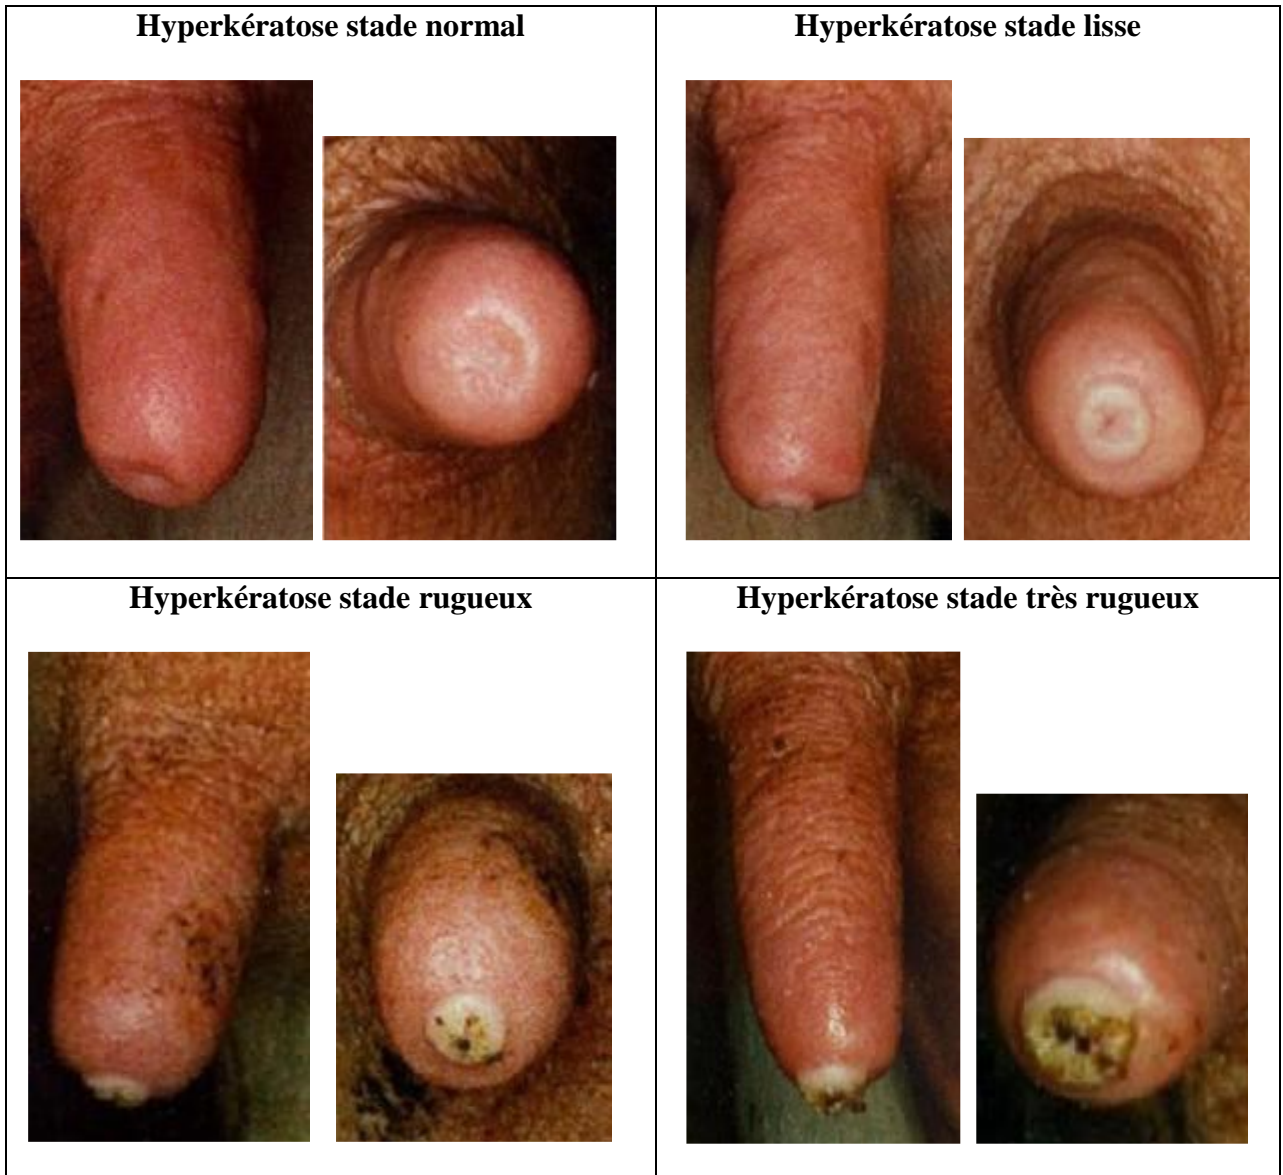 Hyperkératose stade normal
Hyperkératose stade lisse
Hyperkératose stade rugueux
Hyperkératose stade très rugueux